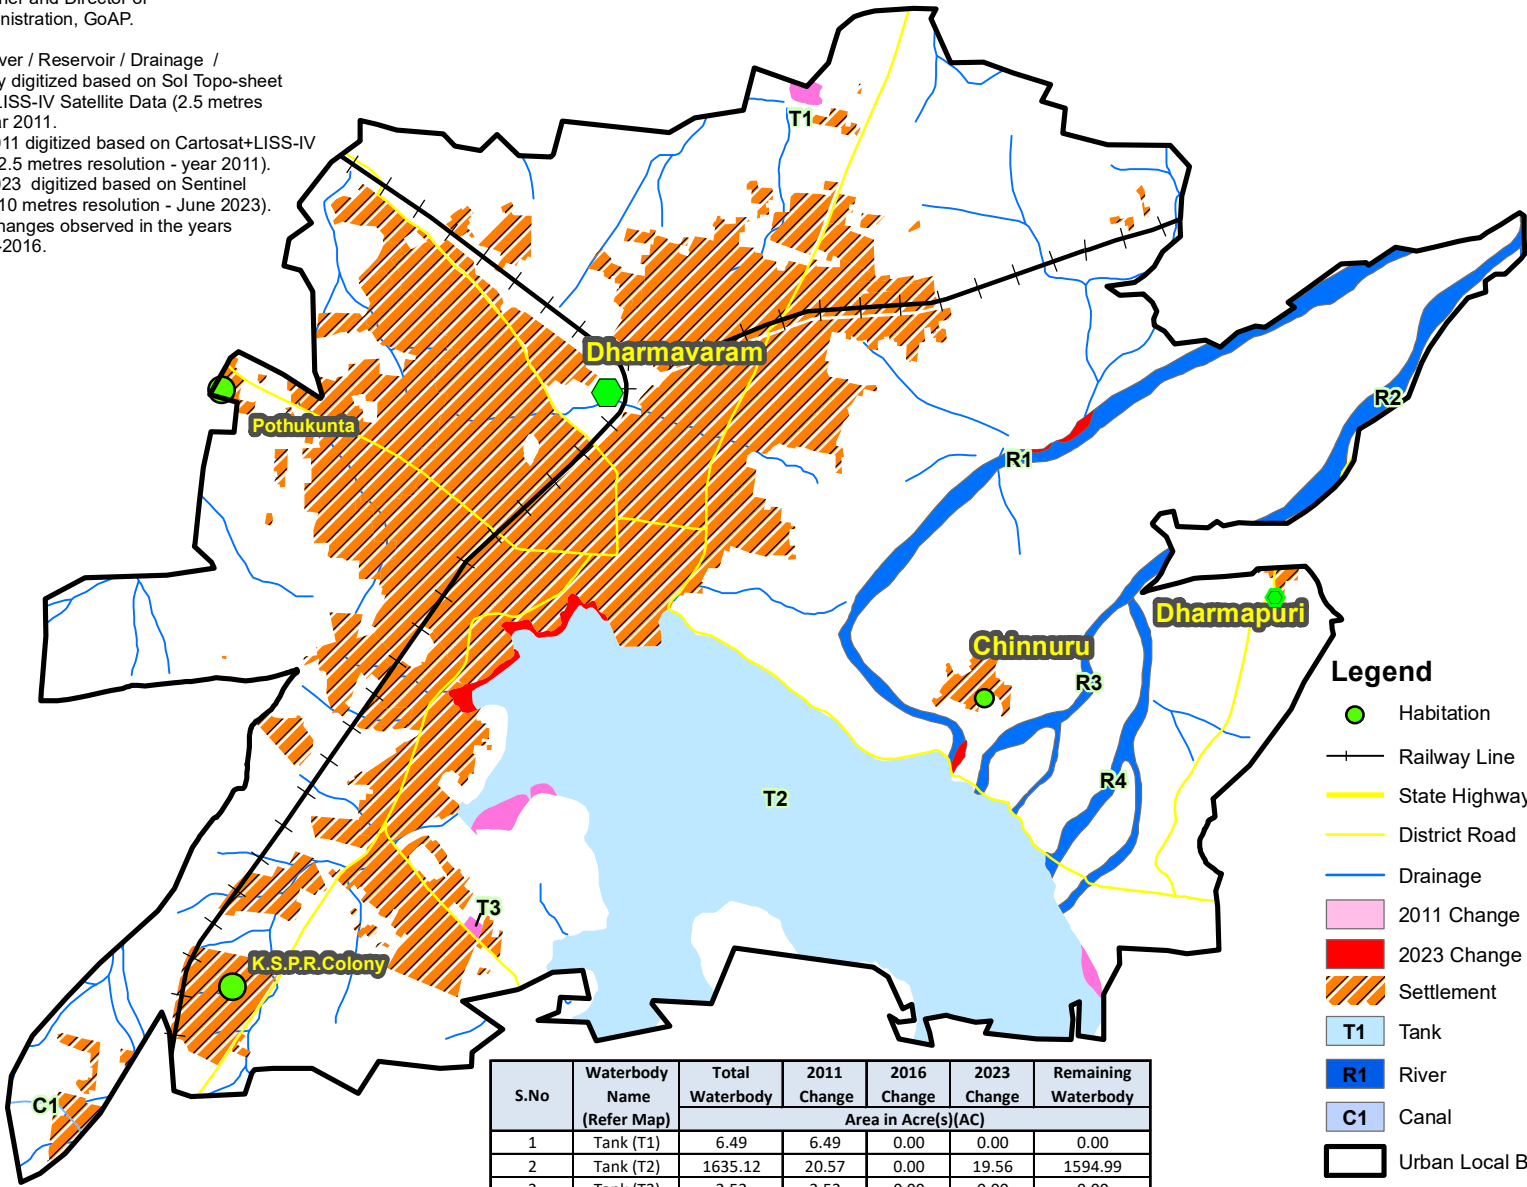 ner and Director of
nistration, GoAP.
ver / Reservoir / Drainage /
y digitized based on SoI Topo-sheet
LISS-IV Satellite Data (2.5 metres
ar 2011.
011 digitized based on Cartosat+LISS-IV
2.5 metres resolution - year 2011).
023 digitized based on Sentinel
10 metres resolution - June 2023).
hanges observed in the years
-2016.
T1
Dharmavaram
Pothukunta
R2
R1
Dharmapuri
Chinnuru
R3
R4
T2
T3
K.S.P.R.Colony
C1
Legend
Habitation
Railway Line
State Highway
District Road
Drainage
2011 Change
2023 Change
Settlement
T1 Tank
R1 River
C1 Canal
Urban Local B
S.No Waterbody Name (Refer Map) Total Waterbody 2011 Change 2016 Change 2023 Change Remaining Waterbody
Area in Acre(s)(AC)
1 Tank (T1) 6.49 6.49 0.00 0.00 0.00
2 Tank (T2) 1635.12 20.57 0.00 19.56 1594.99